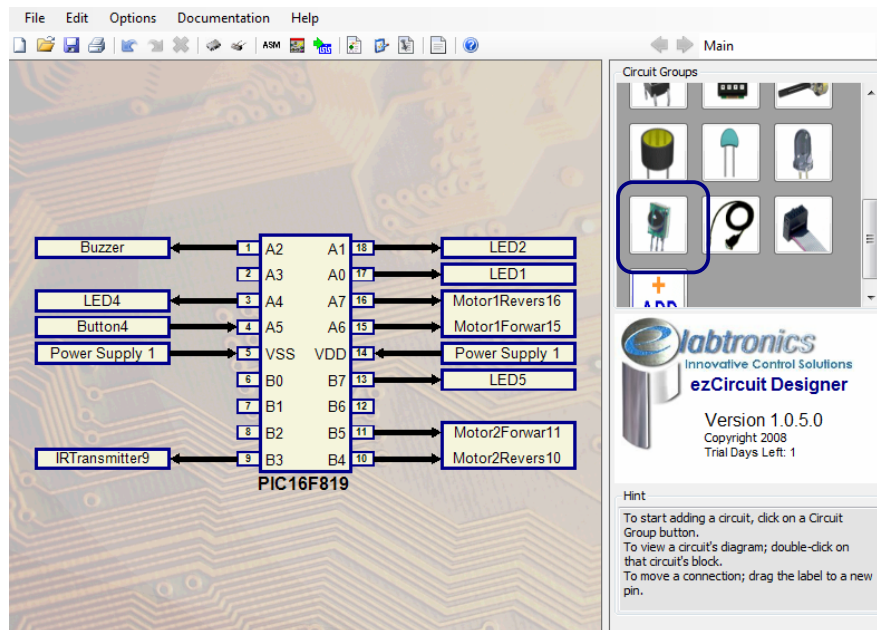 File Edit Options Documentation Help
ASM
Main
Circuit Groups
Buzzer 1 A2 A1 18 LED2
2 A3 A0 17 LED1
LED4 3 A4 A7 16 Motor1Revers16
Button4 4 A5 A6 15 Motor1Forwar15
Power Supply 1 5 VSS VDD 14 Power Supply 1
6 B0 B7 13 LED5
7 B1 B6 12
8 B2 B5 11 Motor2Forwar11
IRTransmitter9 9 B3 B4 10 Motor2Revers10
PIC16F819
+
ADD
elabtronics
Innovative Control Solutions
ezCircuit Designer
Version 1.0.5.0
Copyright 2008
Trial Days Left: 1
Hint
To start adding a circuit, click on a Circuit
Group button.
To view a circuit's diagram; double-click on
that circuit's block.
To move a connection; drag the label to a new
pin.